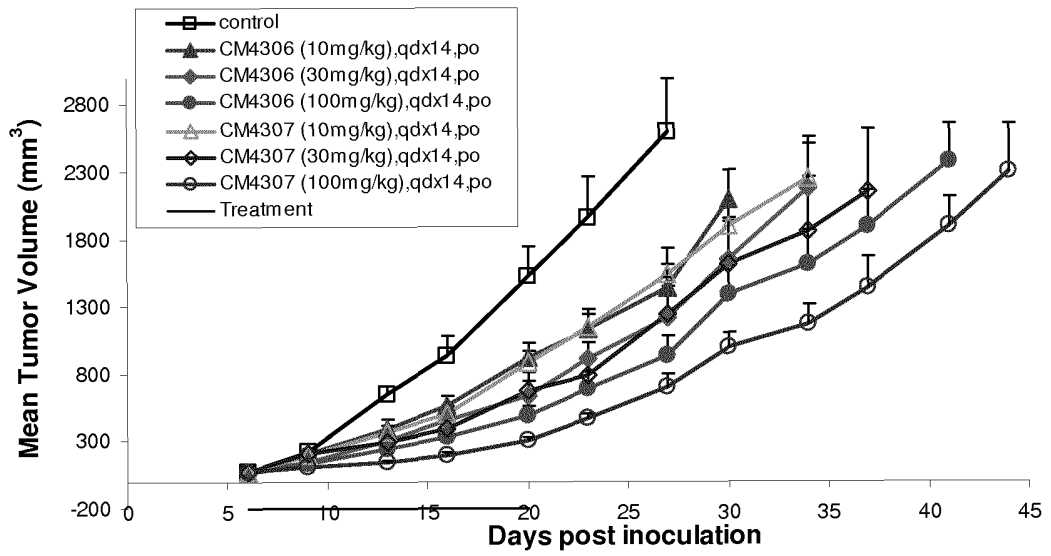 control
CM4306 (10mg/kg),qdx14,po
CM4306 (30mg/kg),qdx14,po
CM4306 (100mg/kg),qdx14,po
CM4307 (10mg/kg),qdx14,po
CM4307 (30mg/kg),qdx14,po
CM4307 (100mg/kg),qdx14,po
Treatment
Mean Tumor Volume (mm³)
2800
2300
1800
1300
800
300
-200
0 5 10 15 20 25 30 35 40 45
Days post inoculation